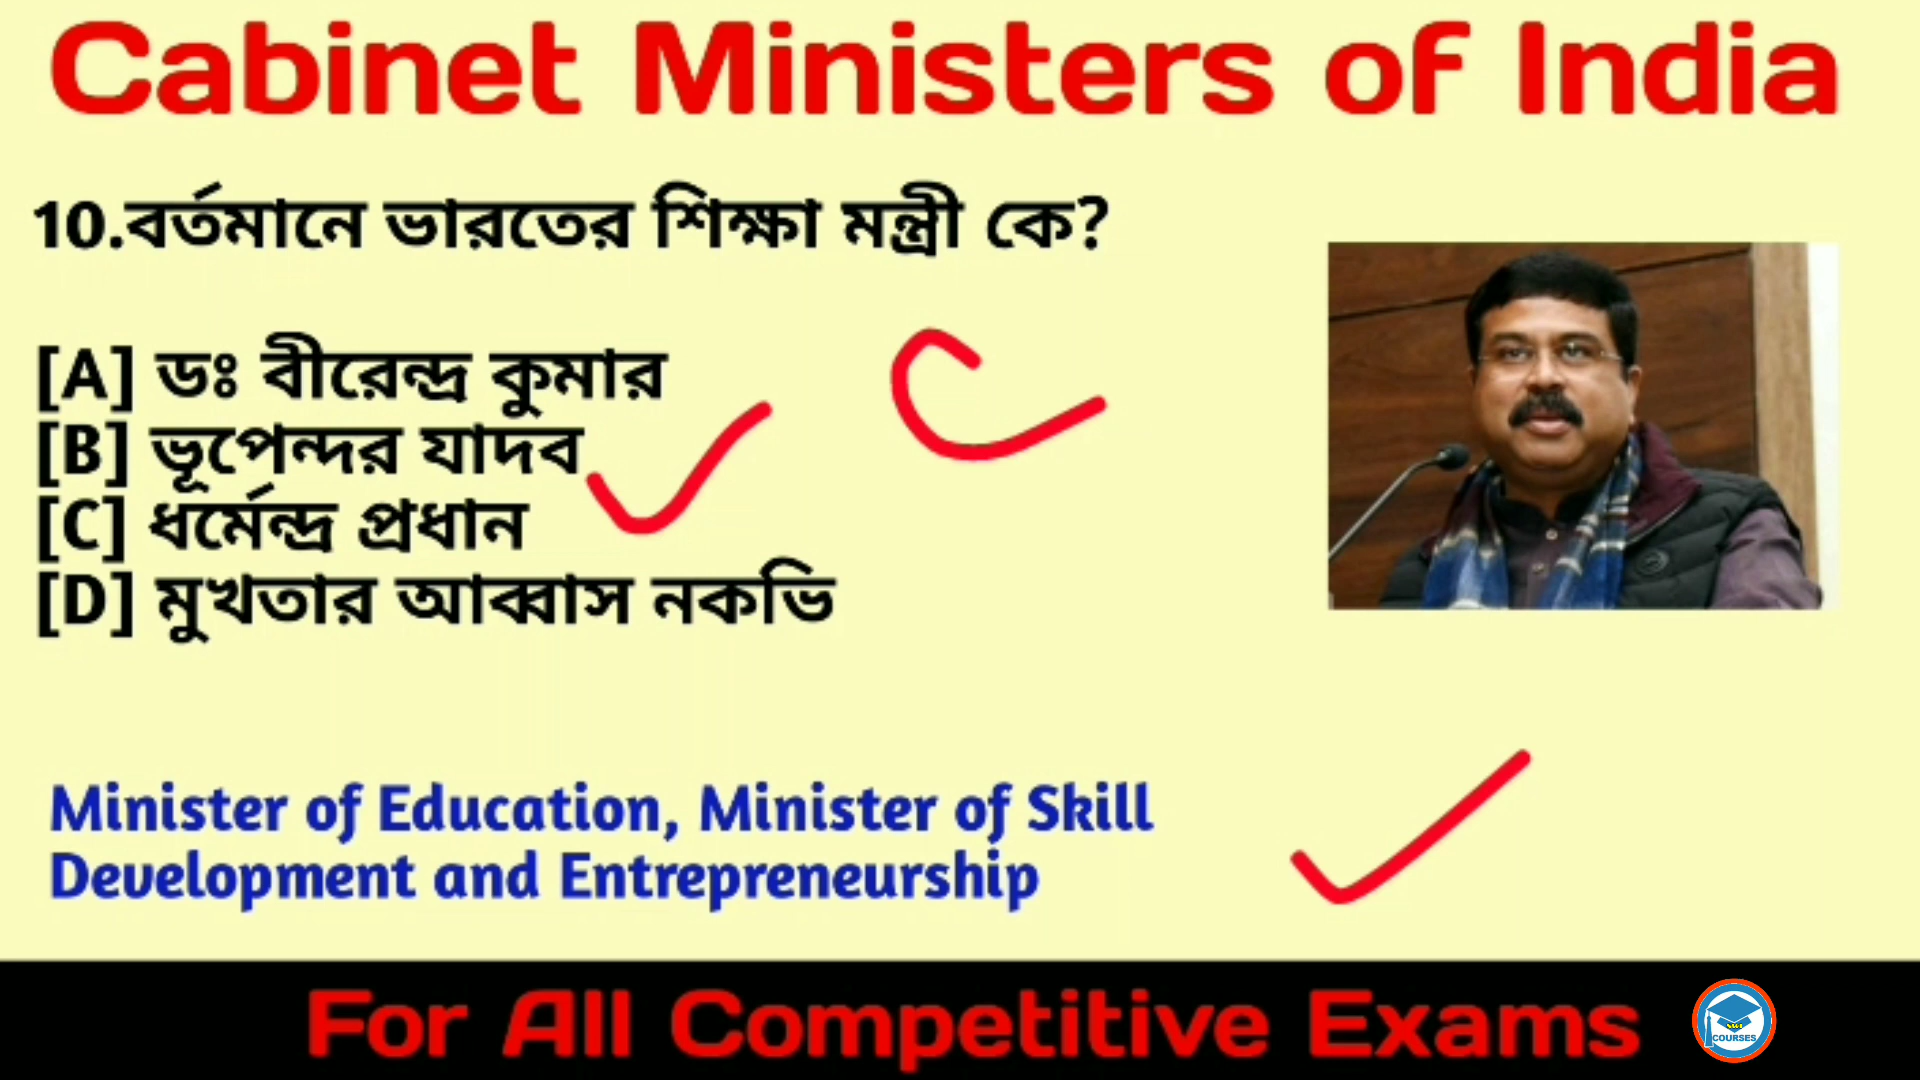 Cabinet Ministers of India
10.বর্তমানে ভারতের শিক্ষা মন্ত্রী কে?
[A] ডঃ বীরেন্দ্র কুমার
[B] ভূপেন্দর যাদব
[C] ধর্মেন্দ্র প্রধান
[D] মুখতার আব্বাস নকভি
C
Minister of Education, Minister of Skill
Development and Entrepreneurship
For All Competitive Exams
COURSES